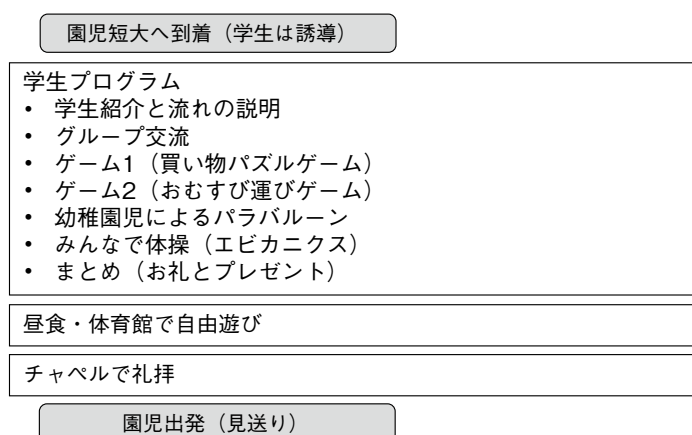 園児短大へ到着（学生は誘導）
学生プログラム
• 学生紹介と流れの説明
• グループ交流
• ゲーム1（買い物パズルゲーム）
• ゲーム2（おむすび運びゲーム）
• 幼稚園児によるパラバルーン
• みんなで体操（エビカニクス）
• まとめ（お礼とプレゼント）
昼食・体育館で自由遊び
チャペルで礼拝
園児出発（見送り）